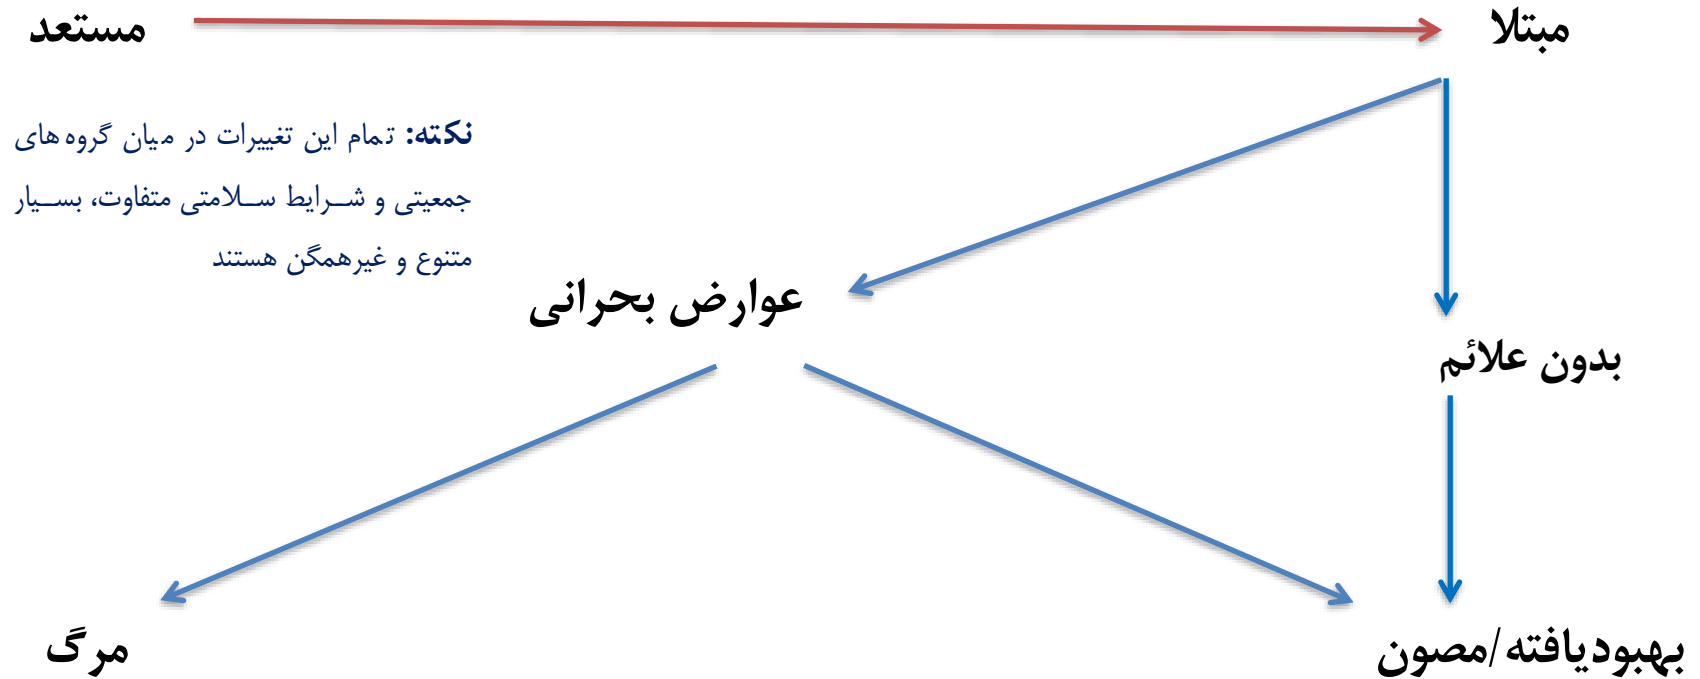 مبتلا
مستعد
نکته: تمام این تغییرات در میان گروه های
جمعیتی و شرایط سلامتی متفاوت، بسیار
متنوع و غیرهمگن هستند
عوارض بحرانی
بدون علائم
بهبودیافته/مصون
مرگ